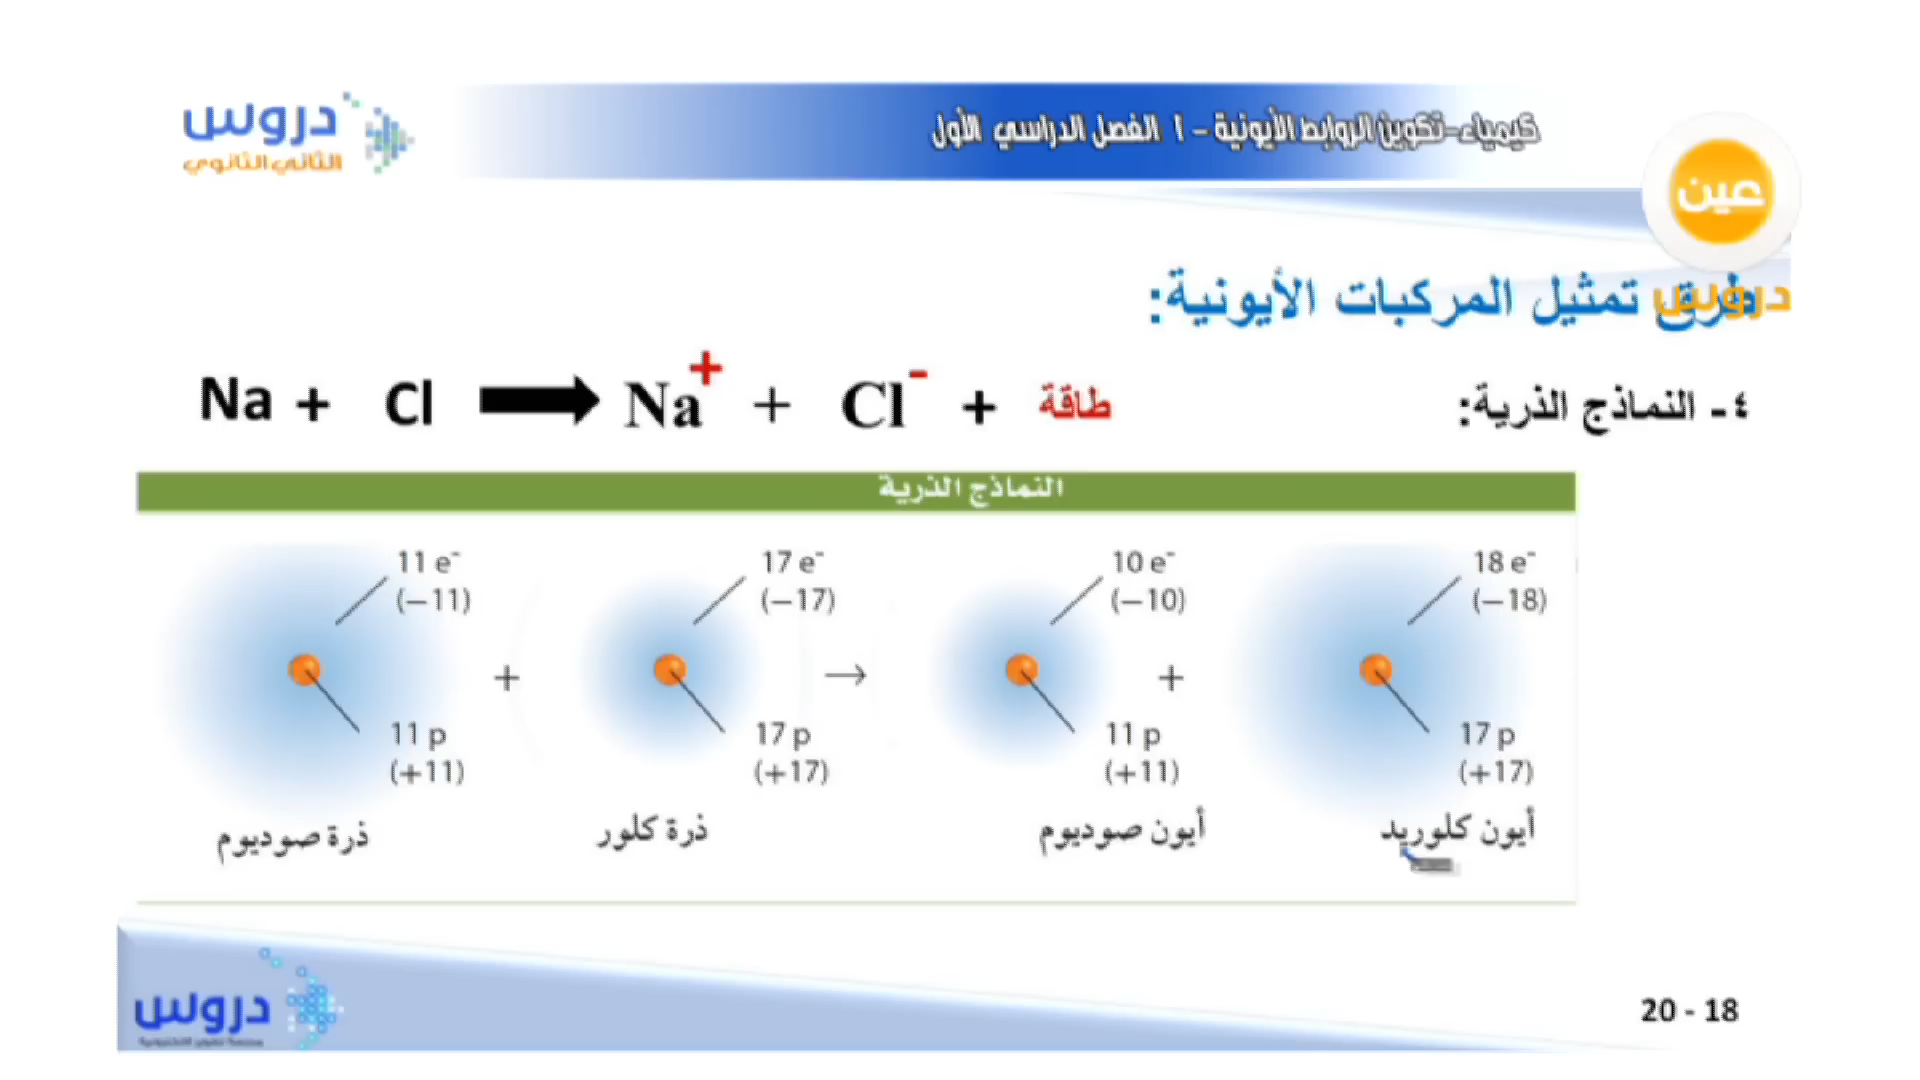 دروس
الثاني الثانوي
كيمياء-تكوين الروابط الأيونية - ١ الفصل الدراسي الأول
عين
دروس
طرق تمثيل المركبات الأيونية:
٤- النماذج الذرية:
Na + Cl → Na⁺ + Cl⁻ + طاقة
النماذج الذرية
11 e⁻ 17 e⁻ 10 e⁻ 18 e⁻
(−11) (−17) (−10) (−18)
+ → +
11 p 17 p 11 p 17 p
(+11) (+17) (+11) (+17)
ذرة صوديوم ذرة كلور أيون صوديوم أيون كلوريد
دروس
20 - 18